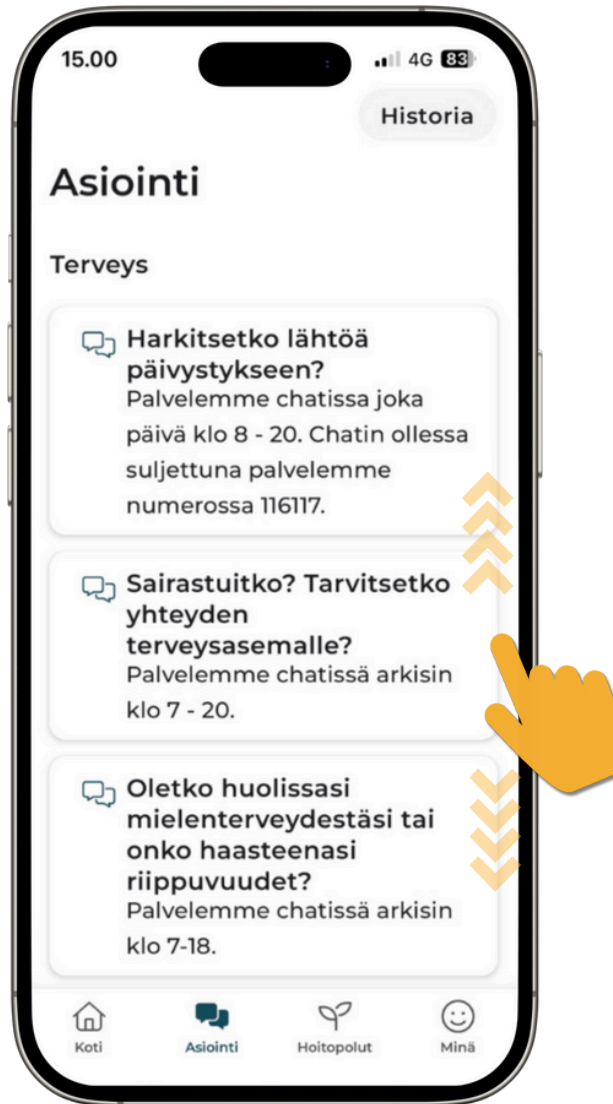 15.00
4G 83
Historia
Asiointi
Terveys
Harkitsetko lähtöä
päivystykseen?
Palvelemme chatissa joka
päivä klo 8 - 20. Chatin ollessa
suljettuna palvelemme
numerossa 116117.
Sairastuitko? Tarvitsetko
yhteyden
terveysasemalle?
Palvelemme chatissä arkisin
klo 7 - 20.
Oletko huolissasi
mielenterveydestäsi tai
onko haasteenasi
riippuvuudet?
Palvelemme chatissä arkisin
klo 7-18.
Koti
Asiointi
Hoitopolut
Minä